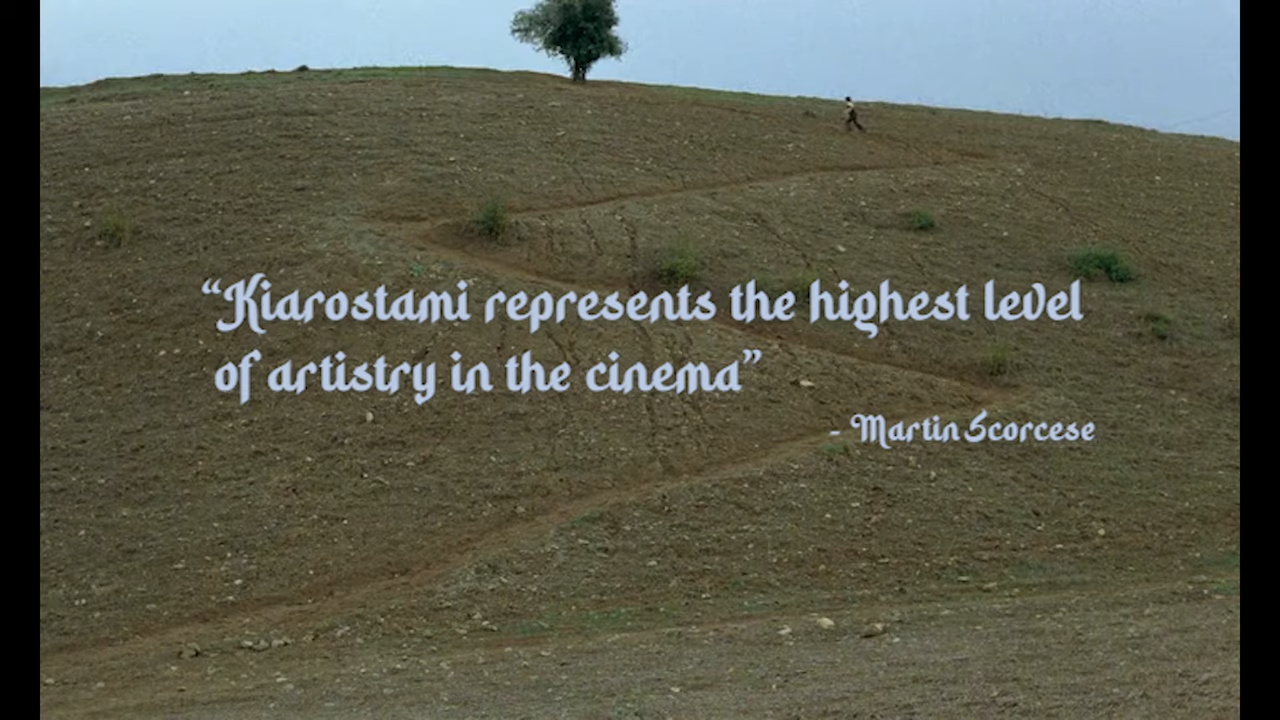 “Kiarostami represents the highest level
of artistry in the cinema”
- Martin Scorcese